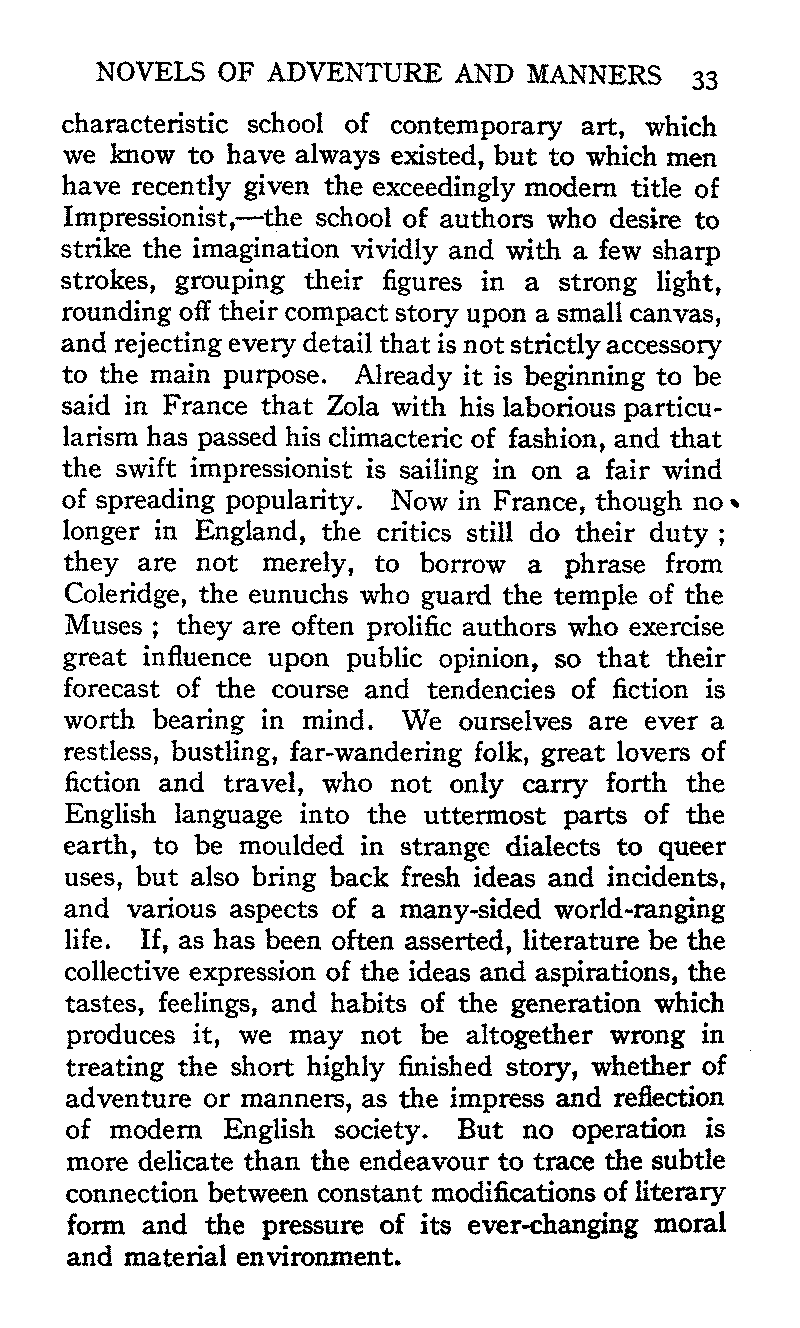 NOVELS OF ADVENTURE AND MANNERS 33
characteristic school of contemporary art, which
we know to have always existed, but to which men
have recently given the exceedingly modern title of
Impressionist,—the school of authors who desire to
strike the imagination vividly and with a few sharp
strokes, grouping their figures in a strong light,
rounding off their compact story upon a small canvas,
and rejecting every detail that is not strictly accessory
to the main purpose. Already it is beginning to be
said in France that Zola with his laborious particu-
larism has passed his climacteric of fashion, and that
the swift impressionist is sailing in on a fair wind
of spreading popularity. Now in France, though no
longer in England, the critics still do their duty ;
they are not merely, to borrow a phrase from
Coleridge, the eunuchs who guard the temple of the
Muses ; they are often prolific authors who exercise
great influence upon public opinion, so that their
forecast of the course and tendencies of fiction is
worth bearing in mind. We ourselves are ever a
restless, bustling, far-wandering folk, great lovers of
fiction and travel, who not only carry forth the
English language into the uttermost parts of the
earth, to be moulded in strange dialects to queer
uses, but also bring back fresh ideas and incidents,
and various aspects of a many-sided world-ranging
life. If, as has been often asserted, literature be the
collective expression of the ideas and aspirations, the
tastes, feelings, and habits of the generation which
produces it, we may not be altogether wrong in
treating the short highly finished story, whether of
adventure or manners, as the impress and reflection
of modern English society. But no operation is
more delicate than the endeavour to trace the subtle
connection between constant modifications of literary
form and the pressure of its ever-changing moral
and material environment.